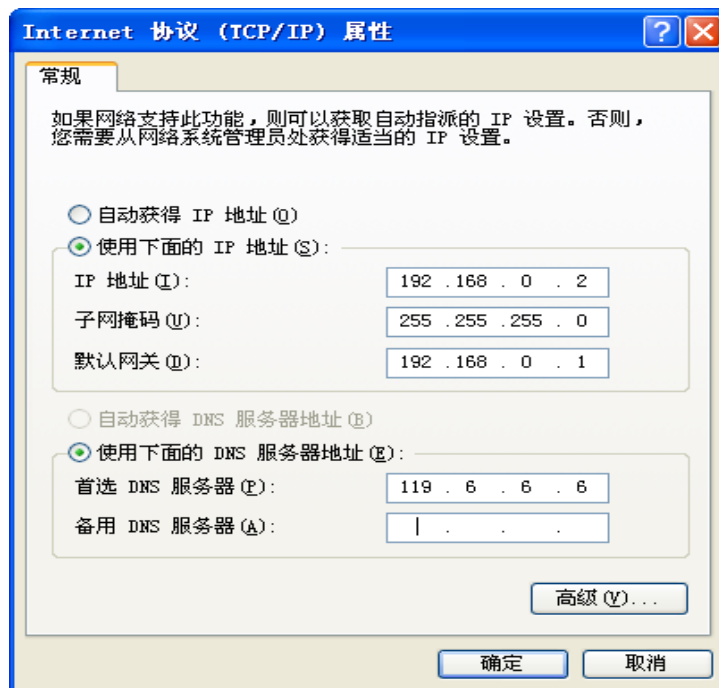 Internet 协议 (TCP/IP) 属性
常规
如果网络支持此功能，则可以获取自动指派的 IP 设置。否则，
您需要从网络系统管理员处获得适当的 IP 设置。
自动获得 IP 地址(O)
使用下面的 IP 地址(S):
IP 地址(I): 192 .168 . 0 . 2
子网掩码(U): 255 .255 .255 . 0
默认网关(D): 192 .168 . 0 . 1
自动获得 DNS 服务器地址(B)
使用下面的 DNS 服务器地址(E):
首选 DNS 服务器(P): 119 . 6 . 6 . 6
备用 DNS 服务器(A): . . .
高级(V)...
确定 取消